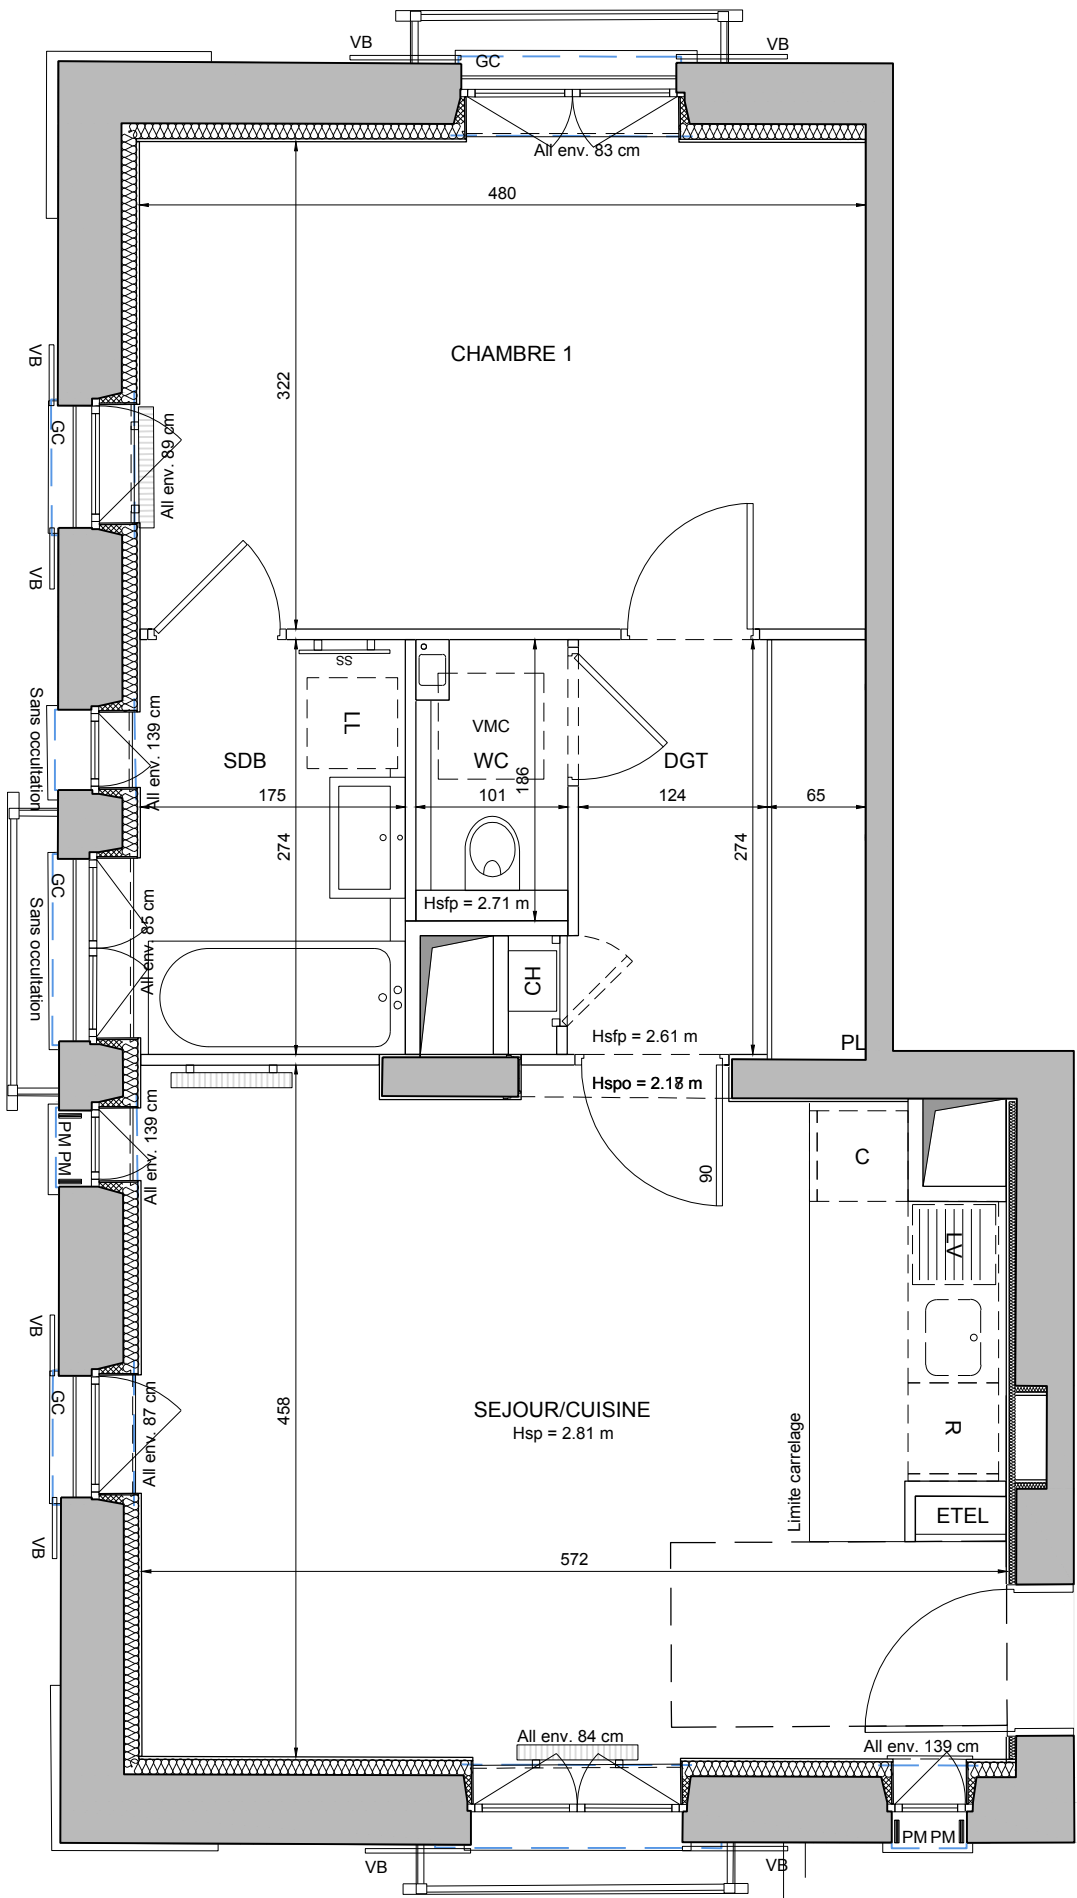 VB
VB
GC
All env. 83 cm
480
CHAMBRE 1
322
VB
GC
All env. 89 cm
VB
SS
Sans occultation
All env. 139 cm
SDB
LL
VMC
WC
186
DGT
175
101
124
65
274
274
GC
All env. 85 cm
Sans occultation
Hsfp = 2.71 m
CH
Hsfp = 2.61 m
PL
PM PM
All env. 139 cm
90
C
LV
VB
GC
All env. 87 cm
458
SEJOUR/CUISINE
Hsp = 2.81 m
Limite carrelage
R
ETEL
VB
572
All env. 84 cm
All env. 139 cm
PM PM
VB
VB